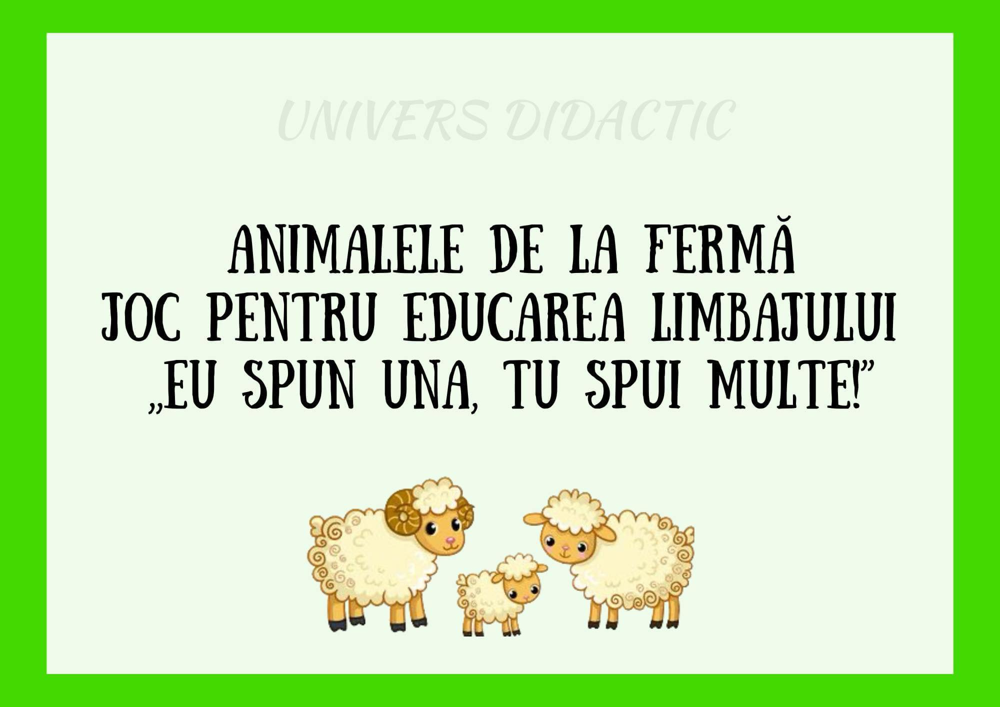 UNIVERS DIDACTIC
ANIMALELE DE LA FERMĂ
JOC PENTRU EDUCAREA LIMBAJULUI
„EU SPUN UNA, TU SPUI MULTE!”